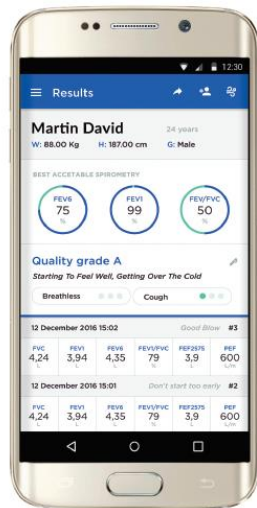 12:30
Results
Martin David 24 years
W: 88.00 Kg H: 187.00 cm G: Male
BEST ACCETABLE SPIROMETRY
FEV6 FEV1 FEV/FVC
75 99 50
% % %
Quality grade A
Starting To Feel Well, Getting Over The Cold
Breathless Cough
12 December 2016 15:02 Good Blow #3
FVC FEV1 FEV6 FEV1/FVC FEF2575 PEF
4,24 3,94 4,35 79 3,9 600
L L L % L L/m
12 December 2016 15:01 Don't start too early #2
FVC FEV1 FEV6 FEV1/FVC FEF2575 PEF
4,24 3,94 4,35 79 3,9 600
L L L % L L/m